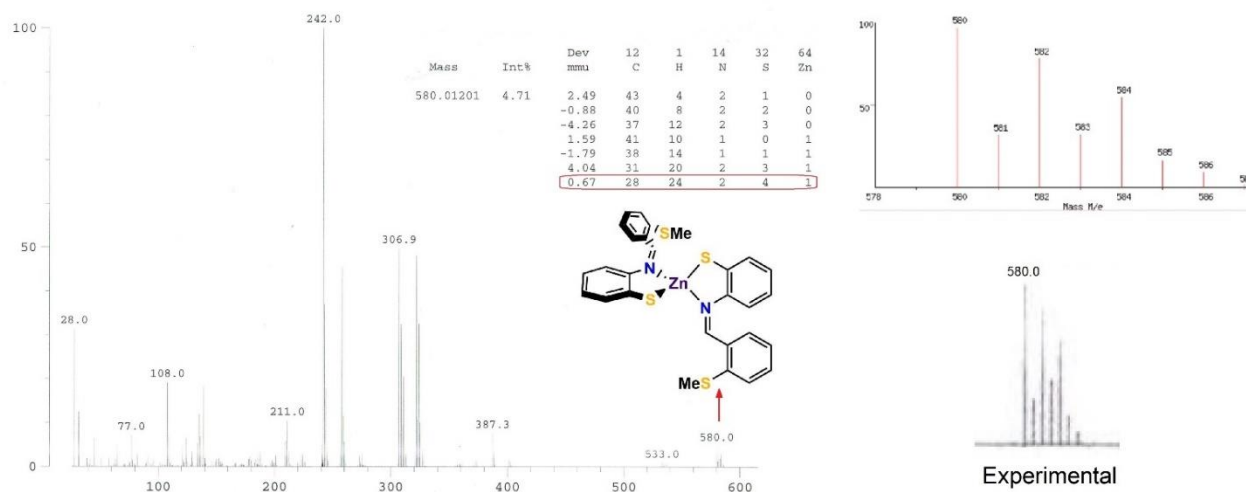 242.0
100
50
0
28.0
108.0
77.0
211.0
306.9
387.3
533.0
580.0
100 200 300 400 500 600
Dev 12 1 14 32 64
Mass Int% mmu C H N S Zn
580.01201 4.71 2.49 43 4 2 1 0
-0.88 40 8 2 2 0
-4.26 37 12 2 3 0
1.59 41 10 1 0 1
-1.79 38 14 1 1 1
4.04 31 20 2 3 1
0.67 28 24 2 4 1
SMe
N
S
Zn
S
N
MeS
100
50
0
580
581
582
583
584
585
586
578 580 582 584 586
Mass M/e
580.0
Experimental